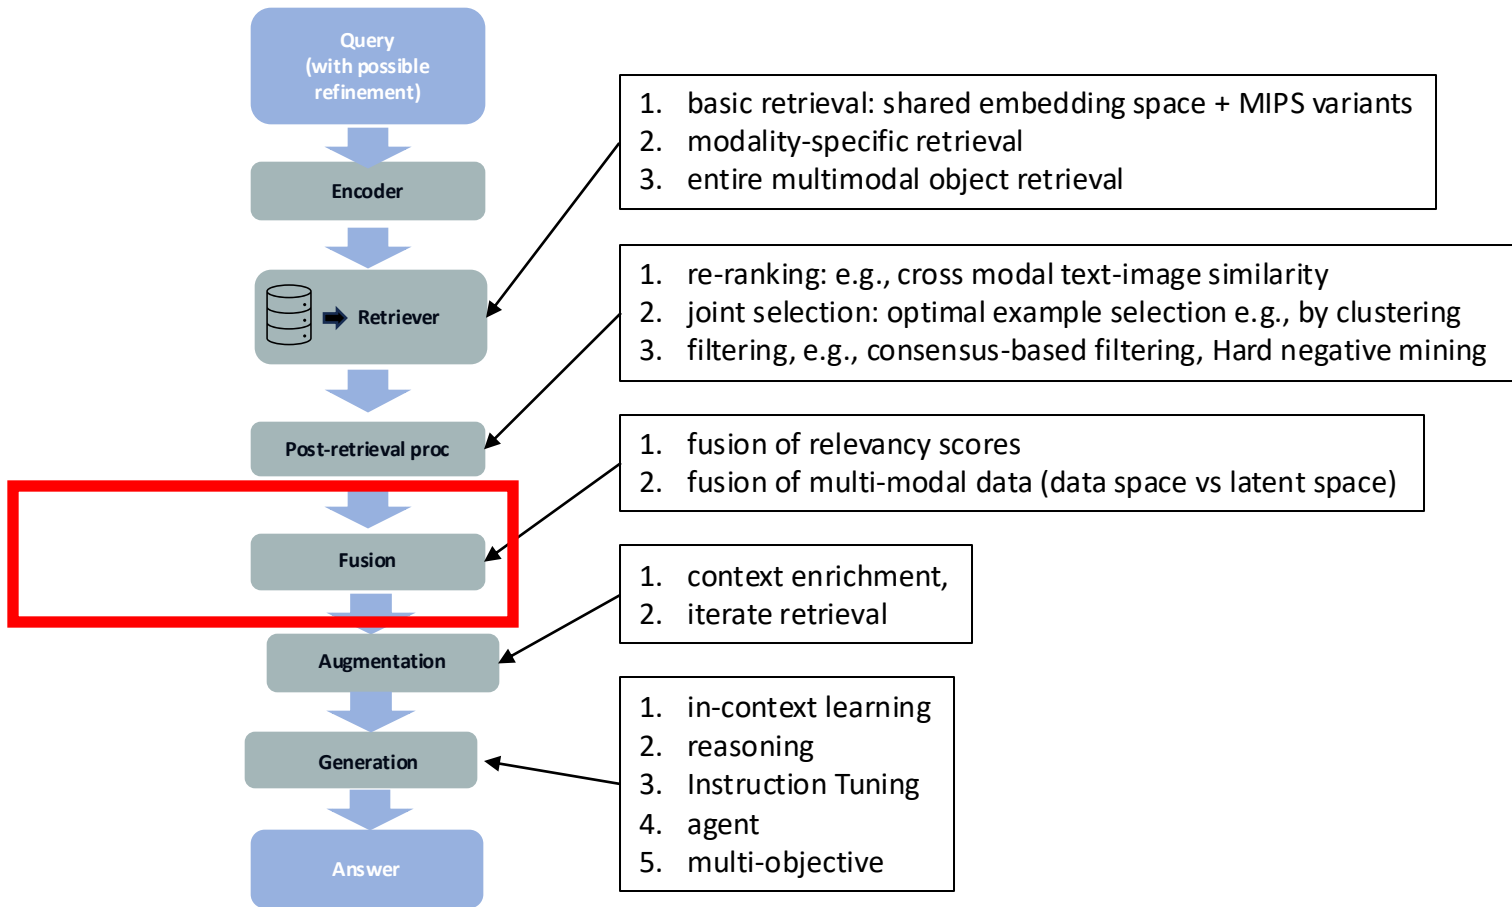 Query
(with possible
refinement)
Encoder
Retriever
Post-retrieval proc
Fusion
Augmentation
Generation
Answer
1. basic retrieval: shared embedding space + MIPS variants
2. modality-specific retrieval
3. entire multimodal object retrieval
1. re-ranking: e.g., cross modal text-image similarity
2. joint selection: optimal example selection e.g., by clustering
3. filtering, e.g., consensus-based filtering, Hard negative mining
1. fusion of relevancy scores
2. fusion of multi-modal data (data space vs latent space)
1. context enrichment,
2. iterate retrieval
1. in-context learning
2. reasoning
3. Instruction Tuning
4. agent
5. multi-objective